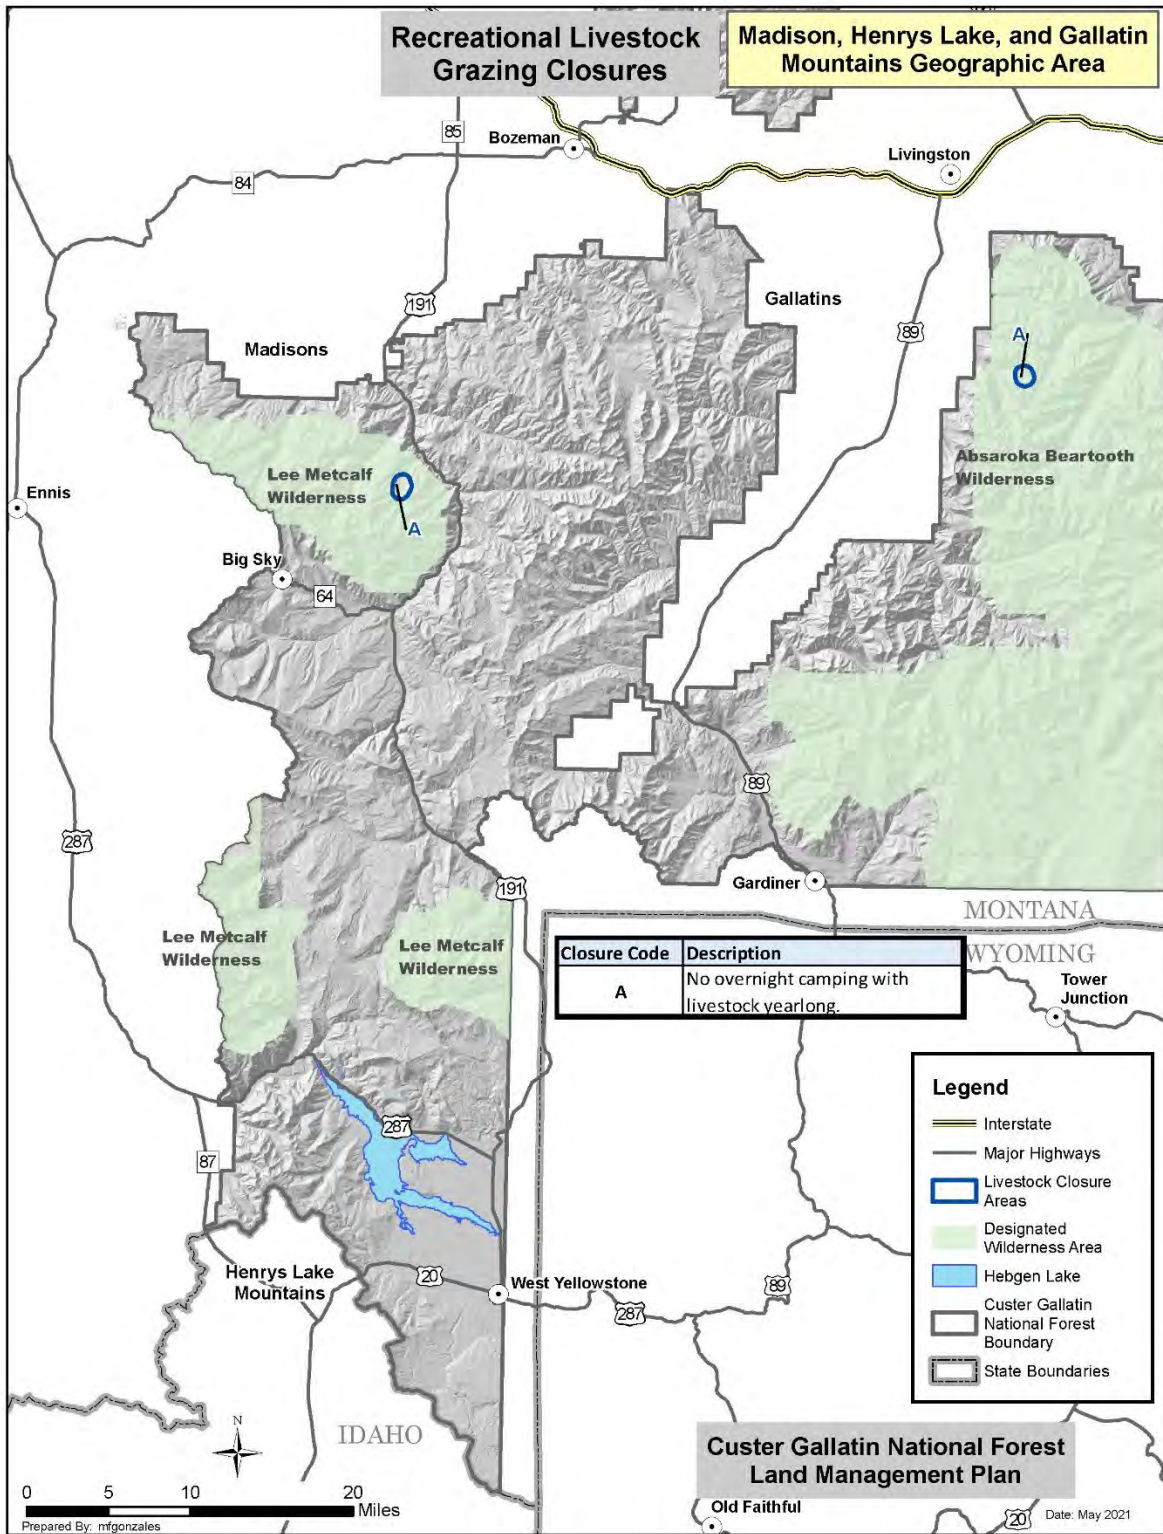 Recreational Livestock
Grazing Closures
Madison, Henrys Lake, and Gallatin
Mountains Geographic Area
85
Bozeman
Livingston
84
191
Gallatins
89
Madisons
A
Lee Metcalf
Wilderness
Absaroka Beartooth
Wilderness
Ennis
A
Big Sky
64
89
287
Gardiner
191
MONTANA
WYOMING
Lee Metcalf
Wilderness
Lee Metcalf
Wilderness
Closure Code Description
A No overnight camping with
livestock yearlong.
Tower
Junction
287
87
Legend
Interstate
Major Highways
Livestock Closure
Areas
Designated
Wilderness Area
Hebgen Lake
Custer Gallatin
National Forest
Boundary
State Boundaries
Henrys Lake
Mountains
20
West Yellowstone
287
89
N
IDAHO
Custer Gallatin National Forest
Land Management Plan
0 5 10 20
Miles
Prepared By: mfgonzales
Old Faithful
20
Date: May 2021